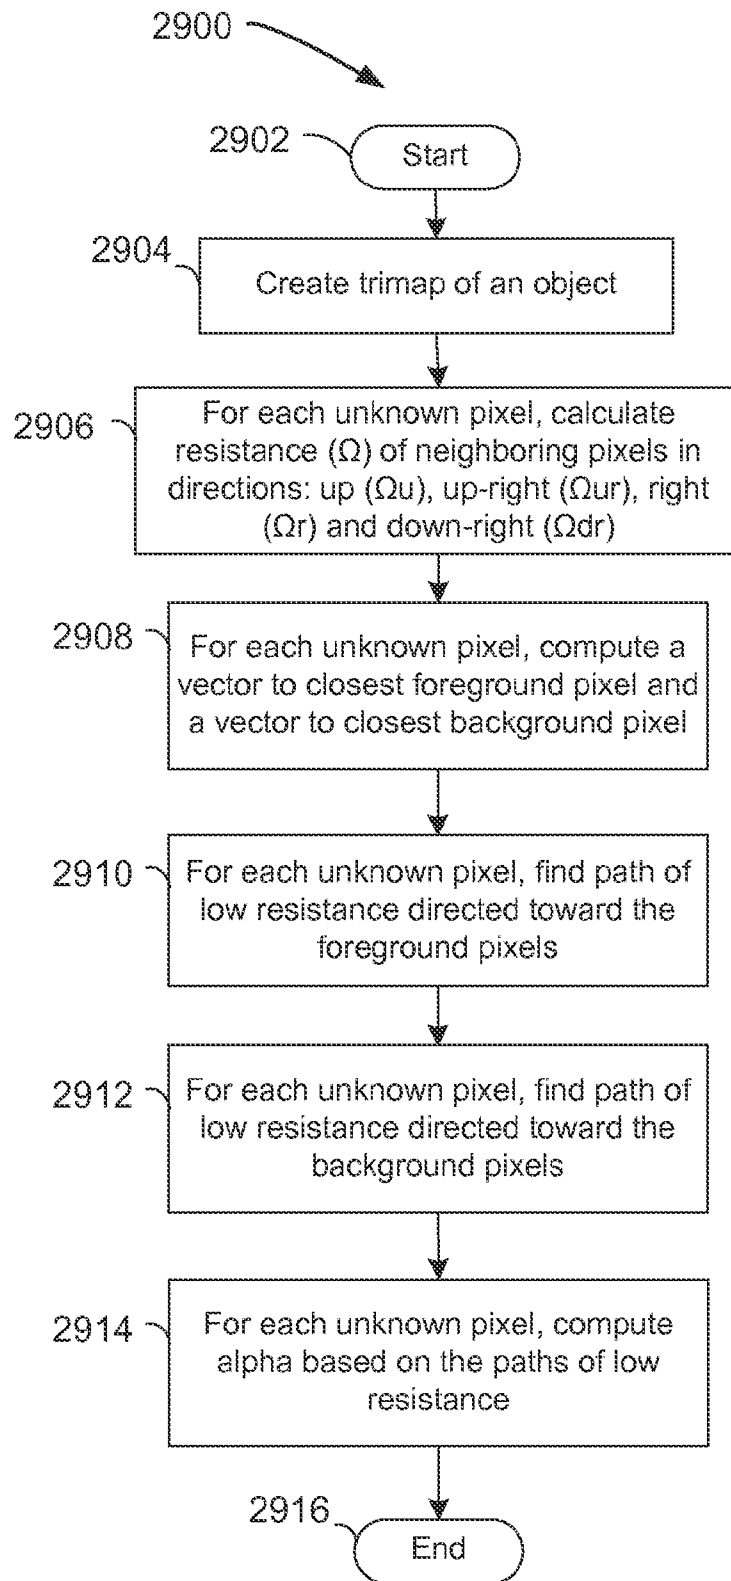 2900
2902
Start
2904
Create trimap of an object
2906
For each unknown pixel, calculate
resistance (Ω) of neighboring pixels in
directions: up (Ωu), up-right (Ωur), right
(Ωr) and down-right (Ωdr)
2908
For each unknown pixel, compute a
vector to closest foreground pixel and
a vector to closest background pixel
2910
For each unknown pixel, find path of
low resistance directed toward the
foreground pixels
2912
For each unknown pixel, find path of
low resistance directed toward the
background pixels
2914
For each unknown pixel, compute
alpha based on the paths of low
resistance
2916
End